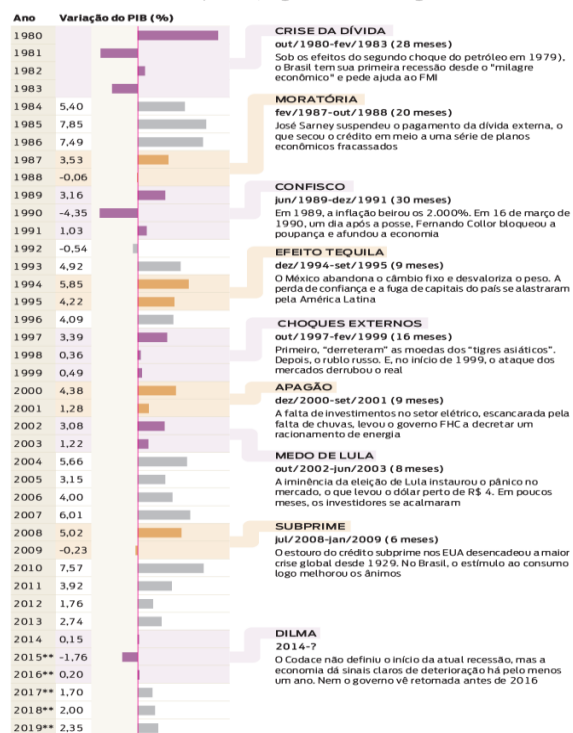 Ano Variação do PIB (%)
1980
1981
1982
1983
1984 5,40
1985 7,85
1986 7,49
1987 3,53
1988 -0,06
1989 3,16
1990 -4,35
1991 1,03
1992 -0,54
1993 4,92
1994 5,85
1995 4,22
1996 4,09
1997 3,39
1998 0,36
1999 0,49
2000 4,38
2001 1,28
2002 3,08
2003 1,22
2004 5,66
2005 3,15
2006 4,00
2007 6,01
2008 5,02
2009 -0,23
2010 7,57
2011 3,92
2012 1,76
2013 2,74
2014 0,15
2015** -1,76
2016** 0,20
2017** 1,70
2018** 2,00
2019** 2,35
CRISE DA DÍVIDA
out/1980-fev/1983 (28 meses)
Sob os efeitos do segundo choque do petróleo em 1979),
o Brasil tem sua primeira recessão desde o "milagre
econômico" e pede ajuda ao FMI
MORATÓRIA
fev/1987-out/1988 (20 meses)
José Sarney suspendeu o pagamento da dívida externa, o
que secou o crédito em meio a uma série de planos
econômicos fracassados
CONFISCO
jun/1989-dez/1991 (30 meses)
Em 1989, a inflação beirou os 2.000%. Em 16 de março de
1990, um dia após a posse, Fernando Collor bloqueou a
poupança e afundou a economia
EFEITO TEQUILA
dez/1994-set/1995 (9 meses)
O México abandona o câmbio fixo e desvaloriza o peso. A
perda de confiança e a fuga de capitais do país se alastraram
pela América Latina
CHOQUES EXTERNOS
out/1997-fev/1999 (16 meses)
Primeiro, “derreteram” as moedas dos “tigres asiáticos”.
Depois, o rublo russo. E, no início de 1999, o ataque dos
mercados derrubou o real
APAGÃO
dez/2000-set/2001 (9 meses)
A falta de investimentos no setor elétrico, escancarada pela
falta de chuvas, levou o governo FHC a decretar um
racionamento de energia
MEDO DE LULA
out/2002-jun/2003 (8 meses)
A iminência da eleição de Lula instaurou o pânico no
mercado, o que levou o dólar perto de R$ 4. Em poucos
meses, os investidores se acalmaram
SUBPRIME
jul/2008-jan/2009 (6 meses)
O estouro do crédito subprime nos EUA desencadeou a maior
crise global desde 1929. No Brasil, o estímulo ao consumo
logo melhorou os ânimos
DILMA
2014-?
O Codace não definiu o início da atual recessão, mas a
economia dá sinais claros de deterioração há pelo menos
um ano. Nem o governo vê retomada antes de 2016